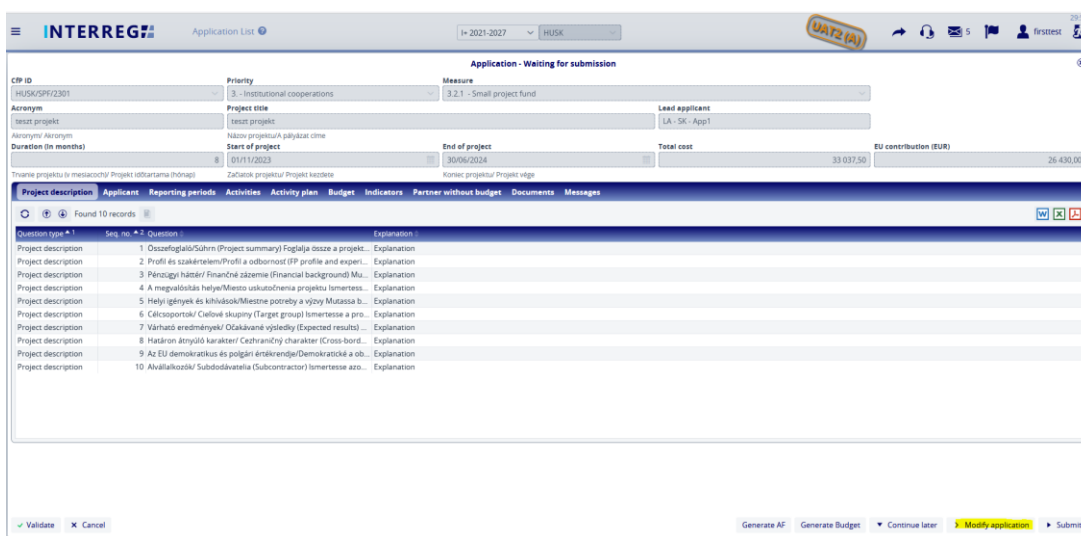 INTERREG
Application List
I+ 2021-2027
HUSK
UAT2 (A)
5
firsttest
Application - Waiting for submission
CfP ID
Priority
Measure
HUSK/SPF/2301
3. - Institutional cooperations
3.2.1 - Small project fund
Acronym
Project title
Lead applicant
teszt projekt
teszt projekt
LA - SK - App1
Akronym/ Akronym
Názov projektu/A pályázat címe
Duration (in months)
Start of project
End of project
Total cost
EU contribution (EUR)
8
01/11/2023
30/06/2024
33 037,50
26 430,00
Trvanie projektu (v mesiacoch)/ Projekt időtartama (hónap)
Začiatok projektu/ Projekt kezdete
Koniec projektu/ Projekt vége
Project description Applicant Reporting periods Activities Activity plan Budget Indicators Partner without budget Documents Messages
Found 10 records
Question type 1 Seq. no. 2 Question Explanation
Project description 1 Összefoglaló/Súhrn (Project summary) Foglalja össze a projekt... Explanation
Project description 2 Profil és szakértelem/Profil a odbornosť (FP profile and experi... Explanation
Project description 3 Pénzügyi háttér/ Finančné zázemie (Financial background) Mu... Explanation
Project description 4 A megvalósítás helye/Miesto uskutočnenia projektu Ismertess... Explanation
Project description 5 Helyi igények és kihívások/Miestne potreby a výzvy Mutassa b... Explanation
Project description 6 Célcsoportok/ Cieľové skupiny (Target group) Ismertesse a pro... Explanation
Project description 7 Várható eredmények/ Očakávané výsledky (Expected results) ... Explanation
Project description 8 Határon átnyúló karakter/ Cezhraničný charakter (Cross-bord... Explanation
Project description 9 Az EU demokratikus és polgári értékrendje/Demokratické a ob... Explanation
Project description 10 Alvállalkozók/ Subdodávatelia (Subcontractor) Ismertesse azo... Explanation
Validate
Cancel
Generate AF
Generate Budget
Continue later
Modify application
Submit